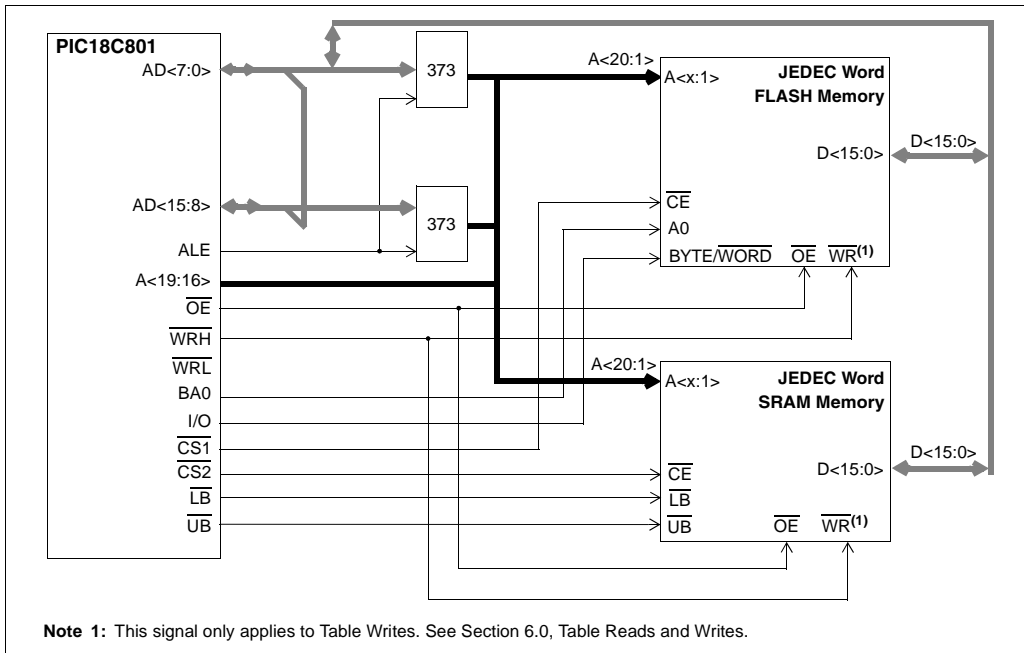 PIC18C801
AD<7:0>
AD<15:8>
ALE
A<19:16>
OE
WRH
WRL
BA0
I/O
CS1
CS2
LB
UB
373
373
A<20:1>
A<x:1>
JEDEC Word
FLASH Memory
D<15:0>
D<15:0>
CE
A0
BYTE/WORD OE WR(1)
A<20:1>
A<x:1>
JEDEC Word
SRAM Memory
D<15:0>
D<15:0>
CE
LB
UB OE WR(1)
Note 1: This signal only applies to Table Writes. See Section 6.0, Table Reads and Writes.